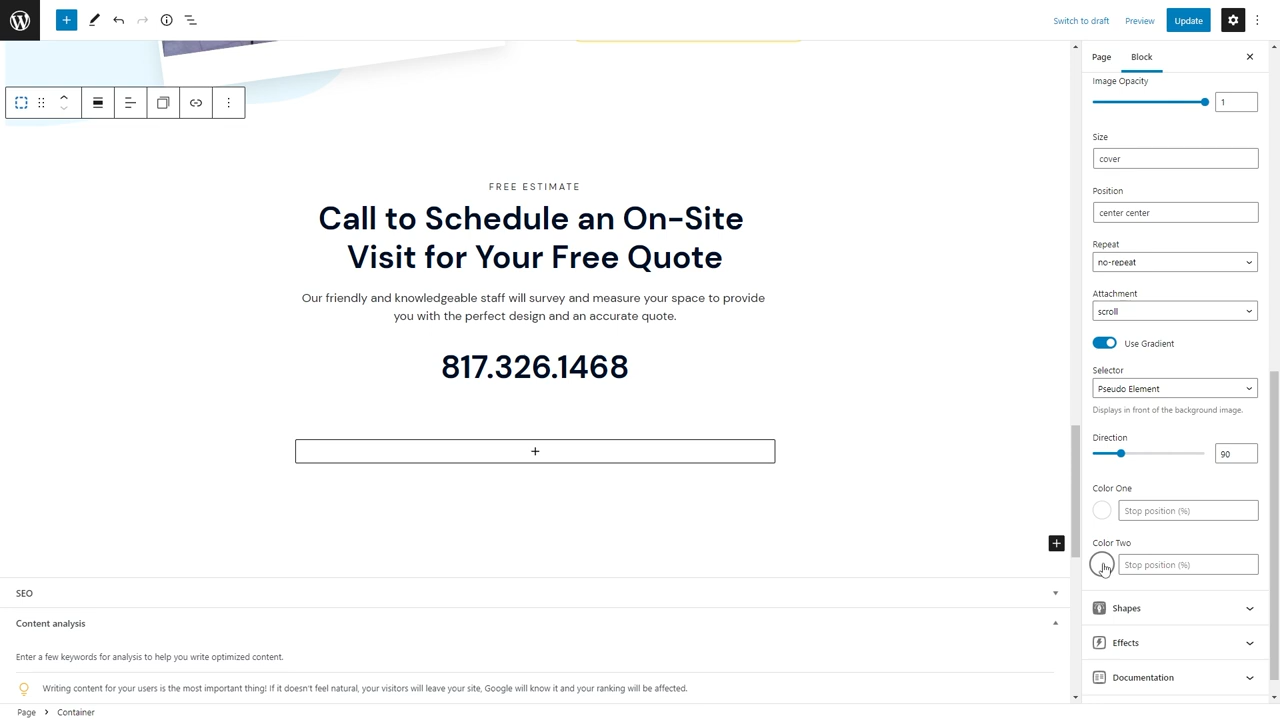 Switch to draft
Preview
Update
FREE ESTIMATE
Call to Schedule an On-Site
Visit for Your Free Quote
Our friendly and knowledgeable staff will survey and measure your space to provide
you with the perfect design and an accurate quote.
817.326.1468
SEO
Content analysis
Enter a few keywords for analysis to help you write optimized content.
Writing content for your users is the most important thing! If it doesn't feel natural, your visitors will leave your site, Google will know it and your ranking will be affected.
Page
Container
Page
Block
Image Opacity
1
Size
cover
Position
center center
Repeat
no-repeat
Attachment
scroll
Use Gradient
Selector
Pseudo Element
Displays in front of the background image.
Direction
90
Color One
Stop position (%)
Color Two
Stop position (%)
Shapes
Effects
Documentation